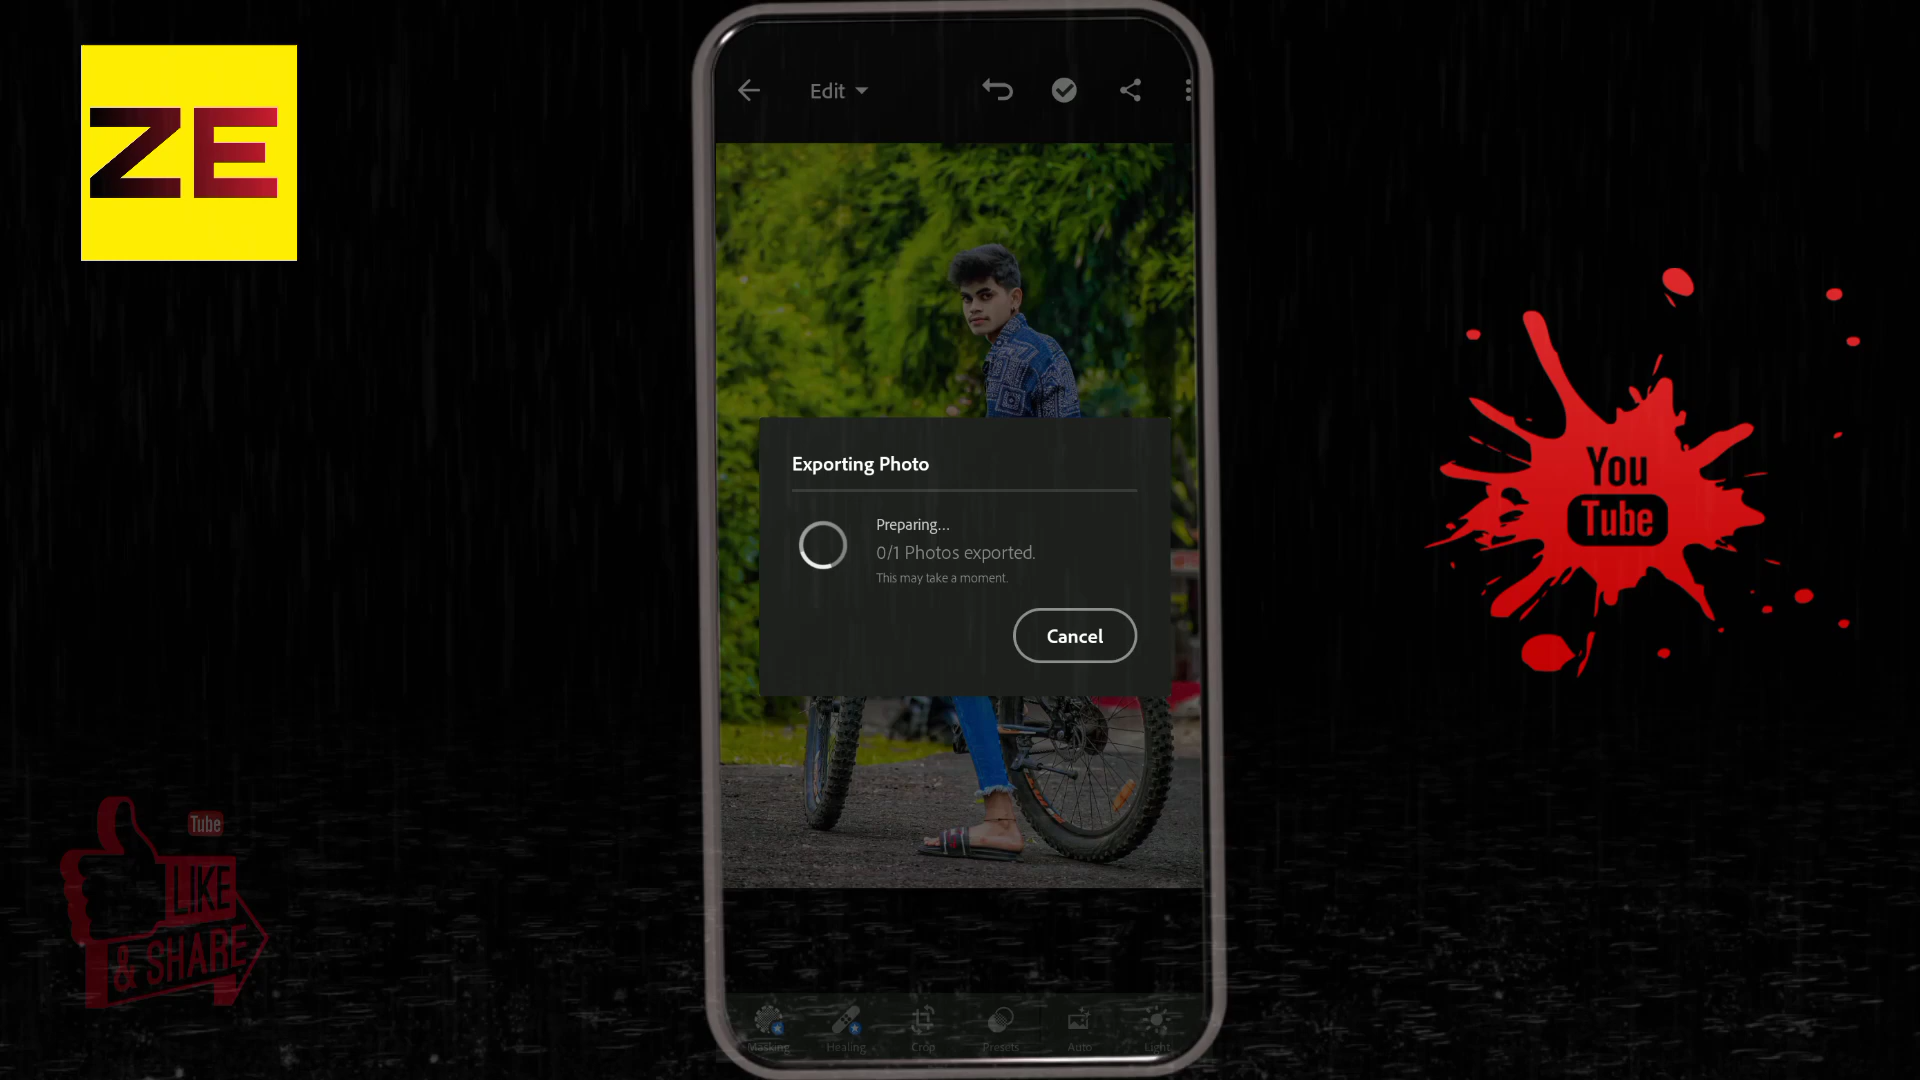 ZE
Edit
Exporting Photo
Preparing...
0/1 Photos exported.
This may take a moment.
Cancel
You
Tube
Tube
LIKE
& SHARE
Masking
Healing
Crop
Presets
Auto
Light